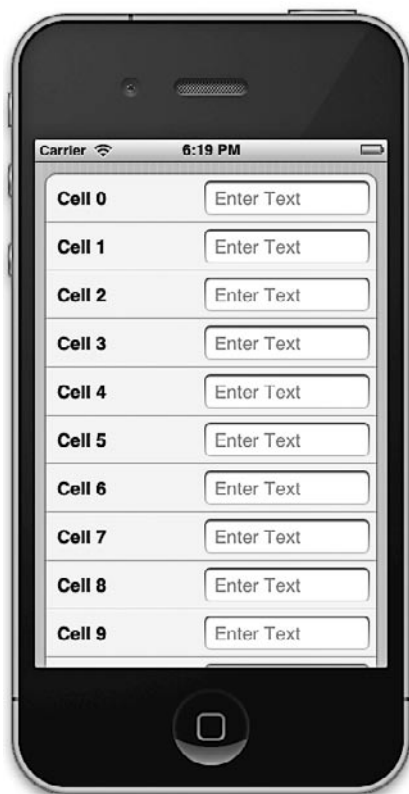 Carrier 6:19 PM
Cell 0 Enter Text
Cell 1 Enter Text
Cell 2 Enter Text
Cell 3 Enter Text
Cell 4 Enter Text
Cell 5 Enter Text
Cell 6 Enter Text
Cell 7 Enter Text
Cell 8 Enter Text
Cell 9 Enter Text